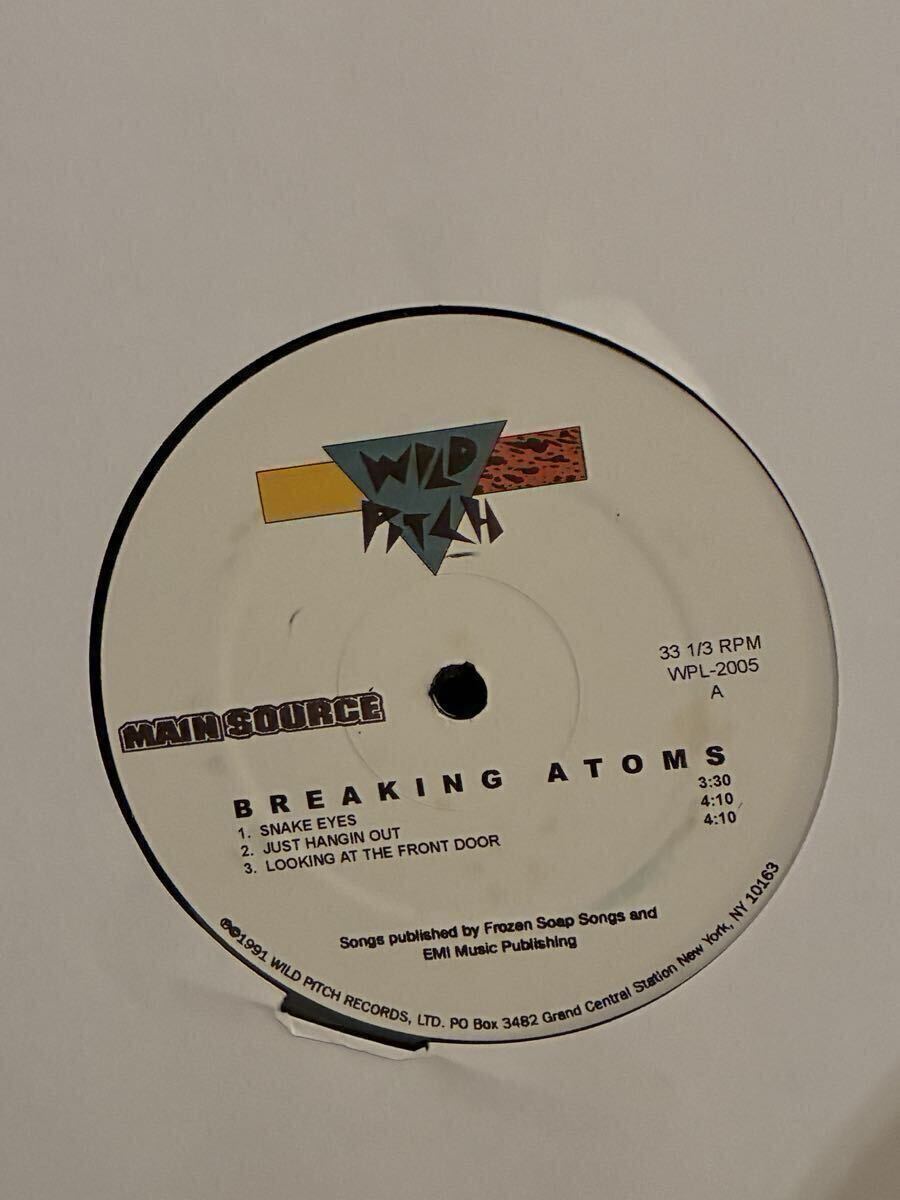 WILD
PITCH
33 1/3 RPM
WPL-2005
A
MAIN SOURCE
BREAKING ATOMS
1. SNAKE EYES 3:30
2. JUST HANGIN OUT 4:10
3. LOOKING AT THE FRONT DOOR 4:10
Songs published by Frozen Soap Songs and
EMI Music Publishing
℗©1991 WILD PITCH RECORDS, LTD. PO Box 3482 Grand Central Station New York, NY 10163